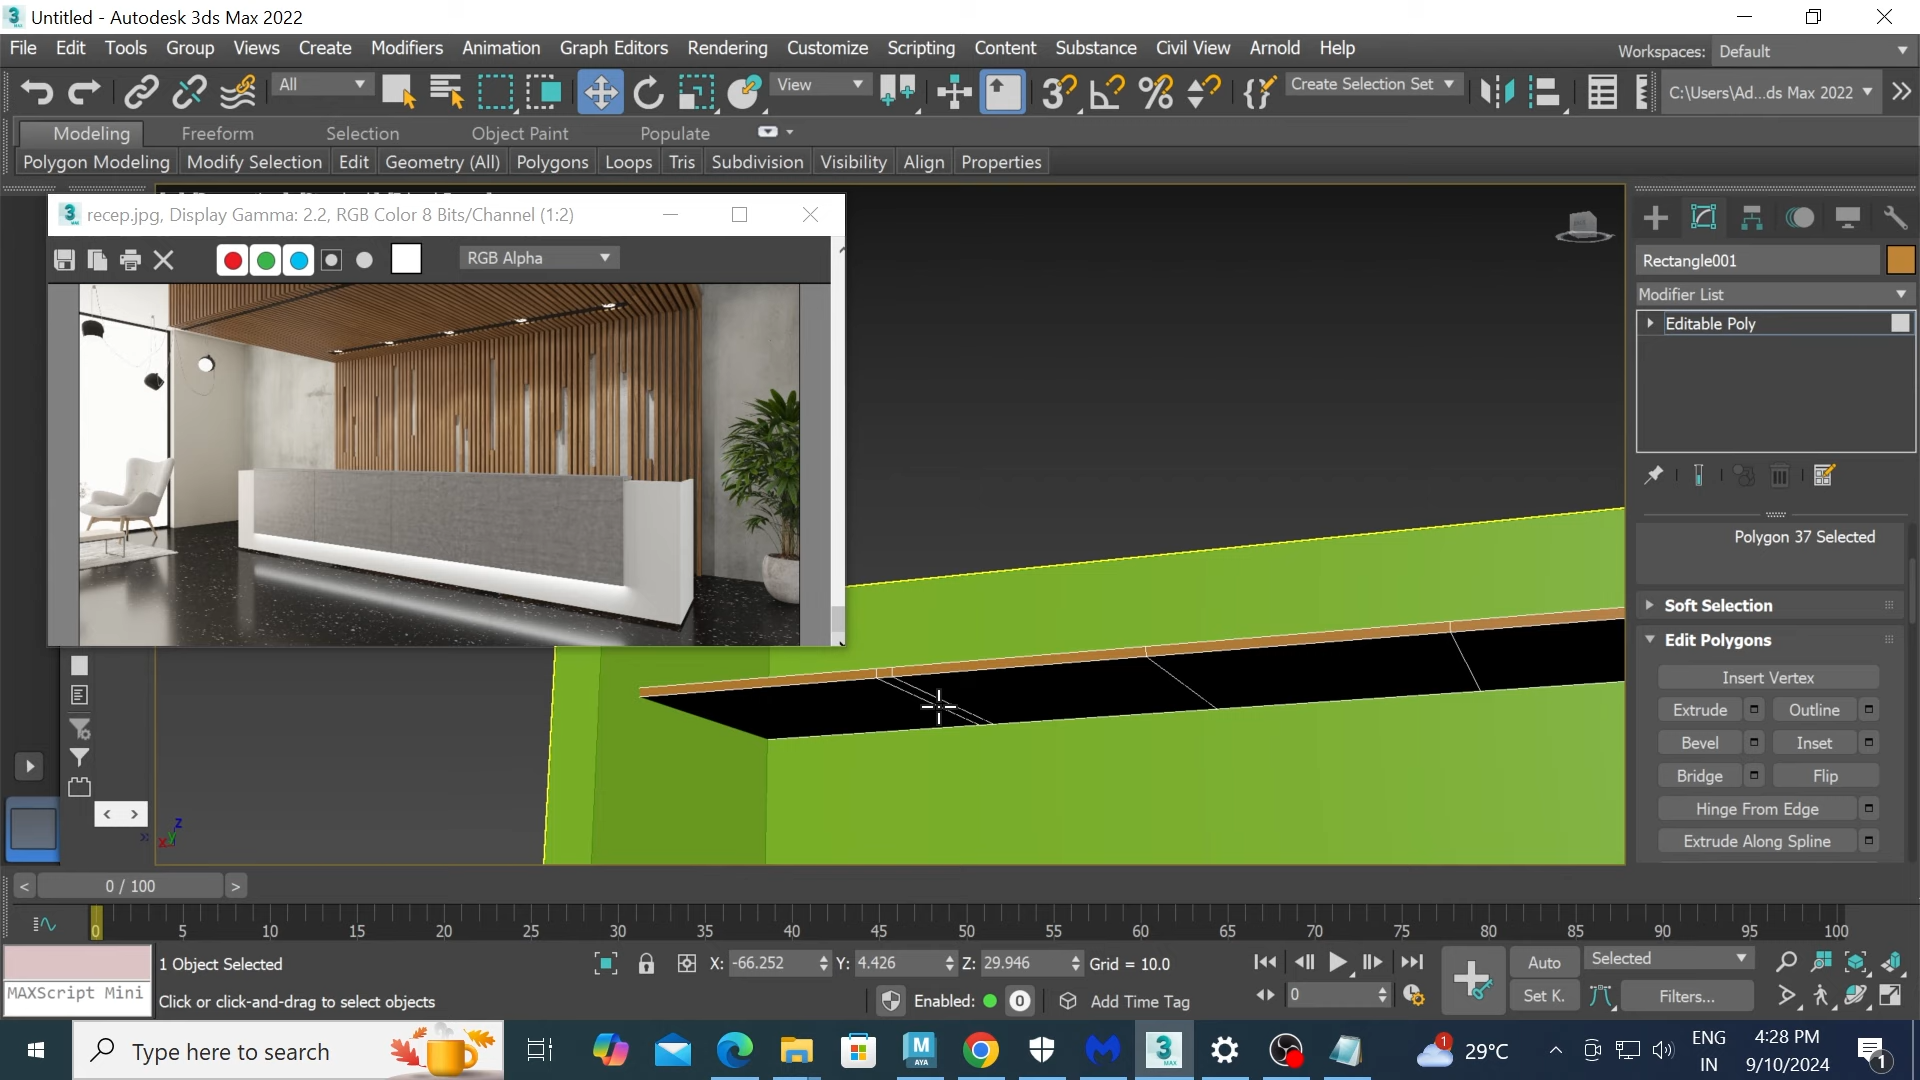 Untitled - Autodesk 3ds Max 2022
File Edit Tools Group Views Create Modifiers Animation Graph Editors Rendering Customize Scripting Content Substance Civil View Arnold Help
Workspaces: Default
All
View
Create Selection Set
C:\Users\Ad...ds Max 2022
Modeling Freeform Selection Object Paint Populate
Polygon Modeling Modify Selection Edit Geometry (All) Polygons Loops Tris Subdivision Visibility Align Properties
recep.jpg, Display Gamma: 2.2, RGB Color 8 Bits/Channel (1:2)
RGB Alpha
Rectangle001
Modifier List
Editable Poly
Polygon 37 Selected
Soft Selection
Edit Polygons
Insert Vertex
Extrude Outline
Bevel Inset
Bridge Flip
Hinge From Edge
Extrude Along Spline
z
x
y
< 0 / 100 >
0 5 10 15 20 25 30 35 40 45 50 55 60 65 70 75 80 85 90 95 100
1 Object Selected
X: -66.252 Y: 4.426 Z: 29.946 Grid = 10.0
Auto Selected
MAXScript Mini
Click or click-and-drag to select objects
Enabled: 0 Add Time Tag
0
Set K. Filters...
Type here to search
M
AYA
3
MAX
1
29°C
ENG
IN
4:28 PM
9/10/2024
1